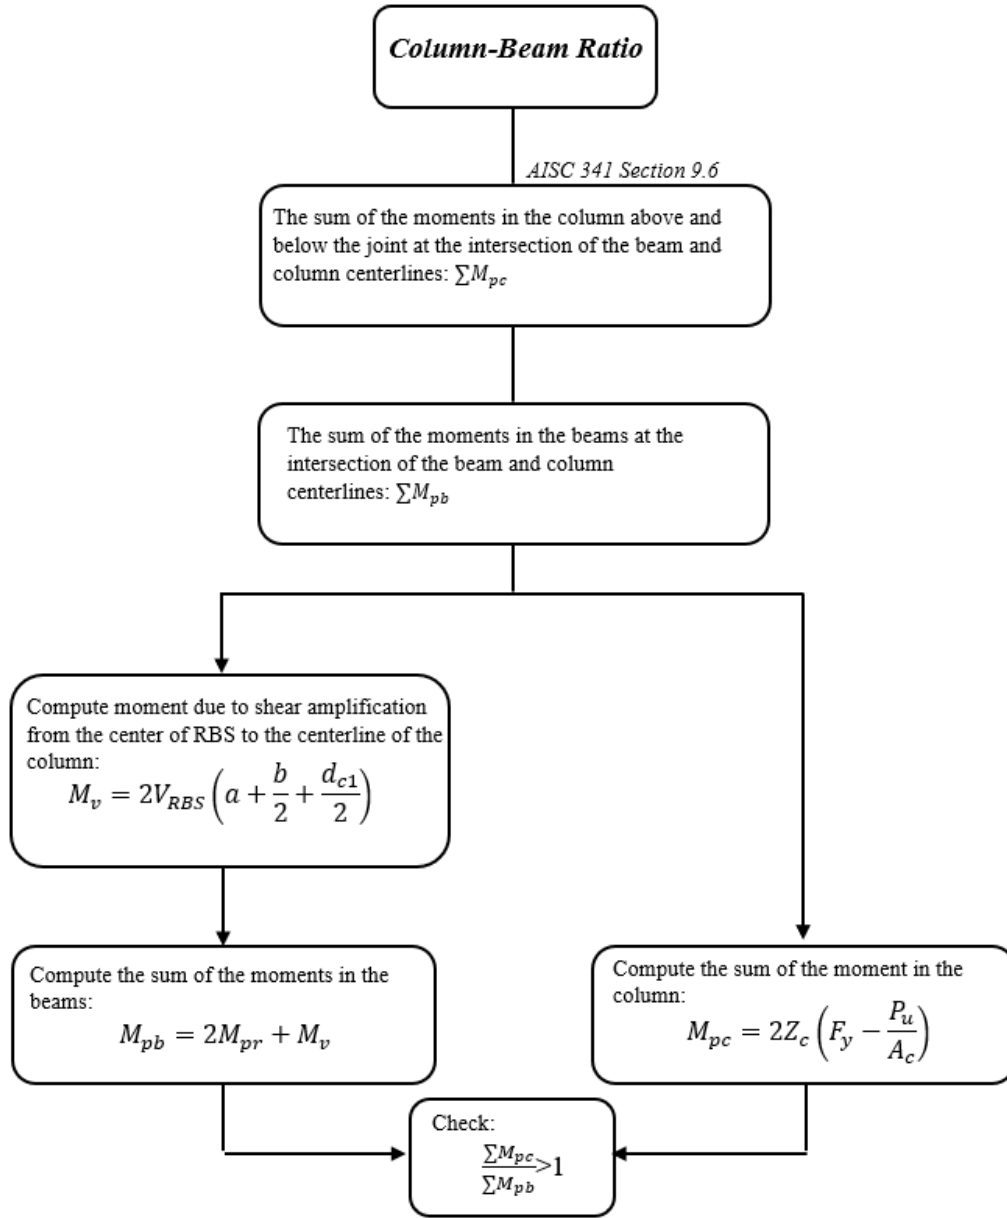 Column-Beam Ratio
AISC 341 Section 9.6
The sum of the moments in the column above and
below the joint at the intersection of the beam and
column centerlines: ∑M_pc
The sum of the moments in the beams at the
intersection of the beam and column
centerlines: ∑M_pb
Compute moment due to shear amplification
from the center of RBS to the centerline of the
column:
M_v = 2V_RBS (a + b/2 + d_c1/2)
Compute the sum of the moments in the
beams:
M_pb = 2M_pr + M_v
Compute the sum of the moment in the
column:
M_pc = 2Z_c (F_y − P_u/A_c)
Check:
∑M_pc/∑M_pb >1